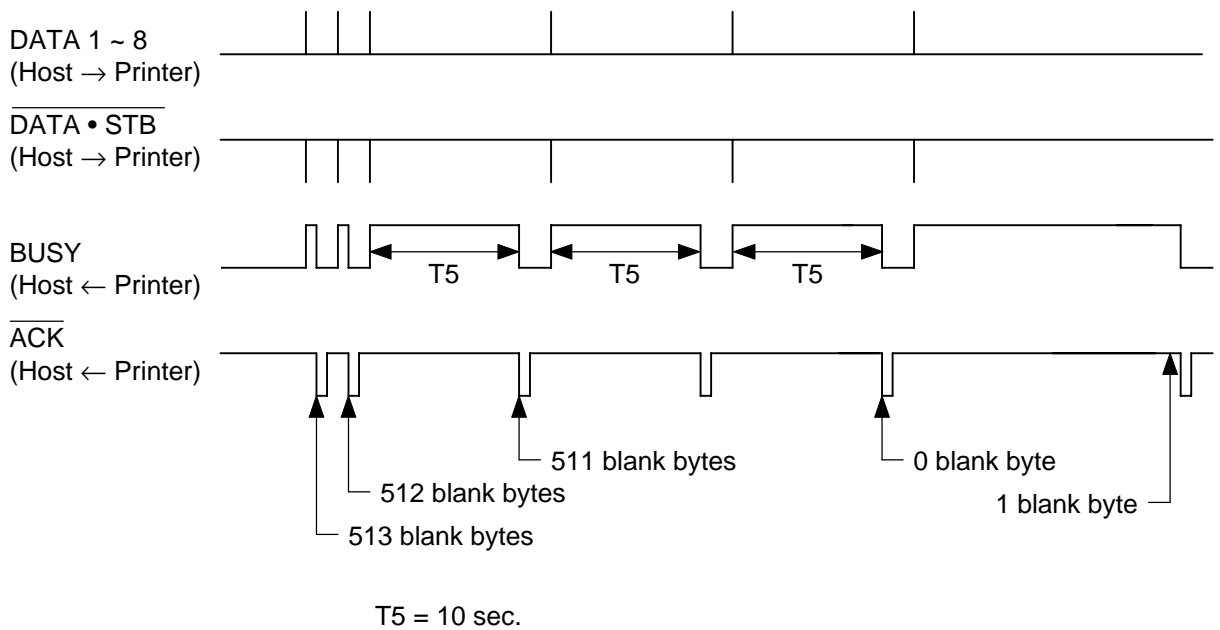 DATA 1 ~ 8
(Host → Printer)
DATA • STB
(Host → Printer)
BUSY
(Host ← Printer)
T5
T5
T5
ACK
(Host ← Printer)
511 blank bytes
0 blank byte
512 blank bytes
1 blank byte
513 blank bytes
T5 = 10 sec.